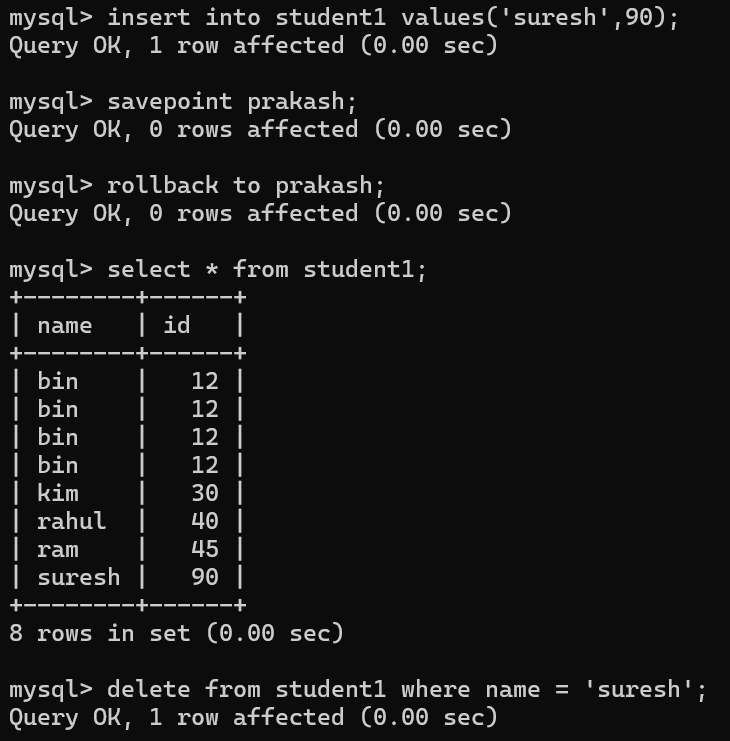 mysql> insert into student1 values('suresh',90);
Query OK, 1 row affected (0.00 sec)

mysql> savepoint prakash;
Query OK, 0 rows affected (0.00 sec)

mysql> rollback to prakash;
Query OK, 0 rows affected (0.00 sec)

mysql> select * from student1;
+--------+------+
| name   | id   |
+--------+------+
| bin    |   12 |
| bin    |   12 |
| bin    |   12 |
| bin    |   12 |
| kim    |   30 |
| rahul  |   40 |
| ram    |   45 |
| suresh |   90 |
+--------+------+
8 rows in set (0.00 sec)

mysql> delete from student1 where name = 'suresh';
Query OK, 1 row affected (0.00 sec)